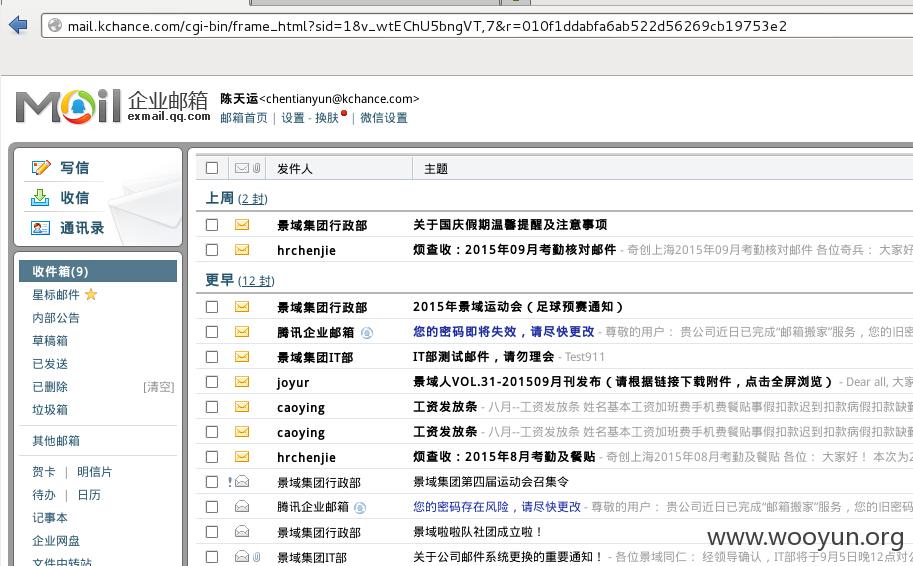 mail.kchance.com/cgi-bin/frame_html?sid=18v_wtEChU5bngVT,7&r=010f1ddabfa6ab522d56269cb19753e2
Mail 企业邮箱 陈天运<chentianyun@kchance.com>
exmail.qq.com 邮箱首页 | 设置 - 换肤 | 微信设置
写信
收信
通讯录
收件箱(9)
星标邮件
内部公告
草稿箱
已发送
已删除 [清空]
垃圾箱
其他邮箱
贺卡 | 明信片
待办 | 日历
记事本
企业网盘
文件中转站
发件人 主题
上周 (2 封)
景域集团行政部 关于国庆假期温馨提醒及注意事项
hrchenjie 烦查收：2015年09月考勤核对邮件 - 奇创上海2015年09月考勤核对邮件 各位奇兵： 大家好
更早 (12 封)
景域集团行政部 2015年景域运动会（足球预赛通知）
腾讯企业邮箱 您的密码即将失效，请尽快更改 - 尊敬的用户： 贵公司近日已完成“邮箱搬家”服务，您的旧密
景域集团IT部 IT部测试邮件，请勿理会 - Test911
joyur 景域人VOL.31-201509月刊发布（请根据链接下载附件，点击全屏浏览） - Dear all, 大家
caoying 工资发放条 - 八月--工资发放条 姓名基本工资加班费手机费餐贴事假扣款迟到扣款病假扣款缺勤
caoying 工资发放条 - 八月--工资发放条 姓名基本工资加班费手机费餐贴事假扣款迟到扣款病假扣款缺勤
hrchenjie 烦查收：2015年8月考勤及餐贴 - 奇创上海2015年08月考勤及餐贴 各位： 大家好！ 本次为2
景域集团行政部 景域集团第四届运动会召集令
腾讯企业邮箱 您的密码存在风险，请尽快更改 - 尊敬的用户： 贵公司近日已完成“邮箱搬家”服务，您的旧密码
景域集团行政部 景域啦啦队社团成立啦！
景域集团IT部 关于公司邮件系统更换的重要通知！ - 各位景域同仁： 经领导确认，IT部将于9月5日晚12点对公
www.wooyun.org